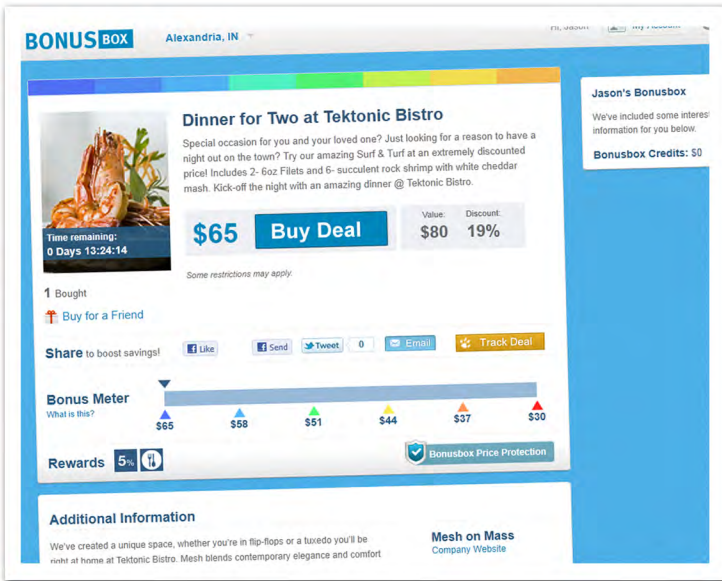 BONUS BOX
Alexandria, IN
Hi, Jason
My Account
Dinner for Two at Tektonic Bistro
Special occasion for you and your loved one? Just looking for a reason to have a
night out on the town? Try our amazing Surf & Turf at an extremely discounted
price! Includes 2- 6oz Filets and 6- succulent rock shrimp with white cheddar
mash. Kick-off the night with an amazing dinner @ Tektonic Bistro.
Time remaining:
0 Days 13:24:14
$65
Buy Deal
Value:
$80
Discount:
19%
Some restrictions may apply.
1 Bought
Buy for a Friend
Share to boost savings!
Like
Send
Tweet
0
Email
Track Deal
Bonus Meter
What is this?
$65
$58
$51
$44
$37
$30
Rewards
5%
Bonusbox Price Protection
Additional Information
We've created a unique space, whether you're in flip-flops or a tuxedo you'll be
right at home at Tektonic Bistro. Mesh blends contemporary elegance and comfort
Mesh on Mass
Company Website
Jason's Bonusbox
We've included some interes
information for you below.
Bonusbox Credits: $0